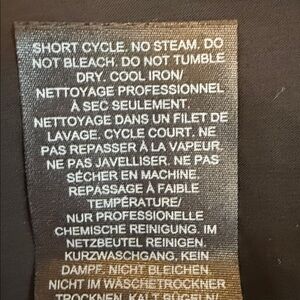 SHORT CYCLE. NO STEAM. DO
NOT BLEACH. DO NOT TUMBLE
DRY. COOL IRON/
NETTOYAGE PROFESSIONNEL
À SEC SEULEMENT.
NETTOYAGE DANS UN FILET DE
LAVAGE, CYCLE COURT. NE
PAS REPASSER À LA VAPEUR.
NE PAS JAVELLISER. NE PAS
SÉCHER EN MACHINE.
REPASSAGE À FAIBLE
TEMPÉRATURE/
NUR PROFESSIONELLE
CHEMISCHE REINIGUNG. IM
NETZBEUTEL REINIGEN.
KURZWASCHGANG, KEIN
DAMPF. NICHT BLEICHEN.
NICHT IM WÄSCHETROCKNER
TROCKNEN. KALT BÜGELN/